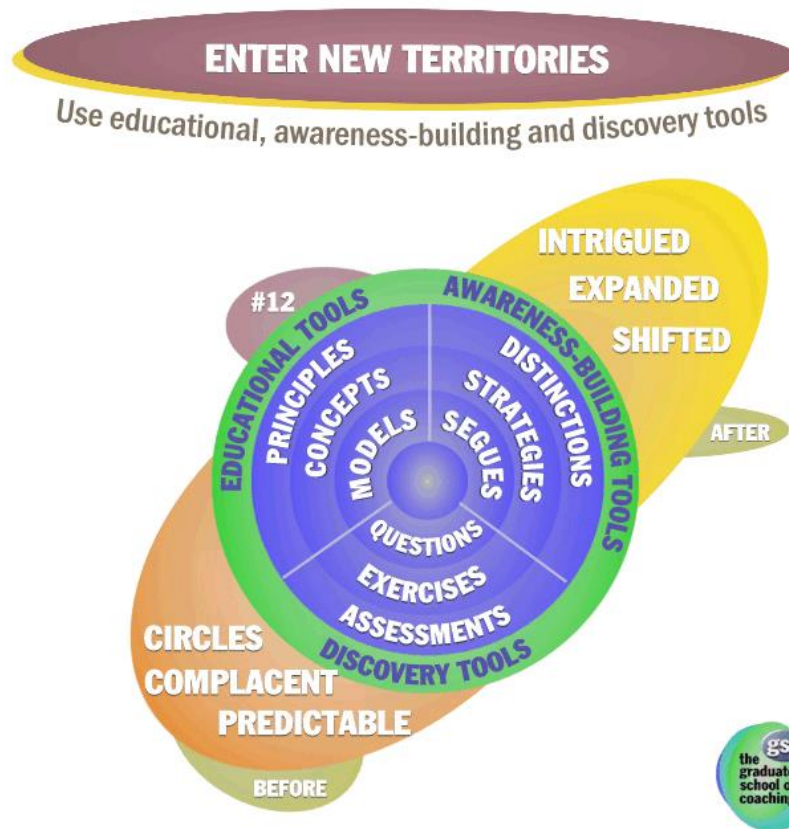 ENTER NEW TERRITORIES
Use educational, awareness-building and discovery tools
INTRIGUED
EXPANDED
SHIFTED
AFTER
#12
EDUCATIONAL TOOLS
PRINCIPLES
CONCEPTS
MODELS
AWARENESS-BUILDING TOOLS
DISTINCTIONS
STRATEGIES
SEGUES
QUESTIONS
EXERCISES
ASSESSMENTS
DISCOVERY TOOLS
CIRCLES
COMPLACENT
PREDICTABLE
BEFORE
gs
the
graduate
school o
coaching